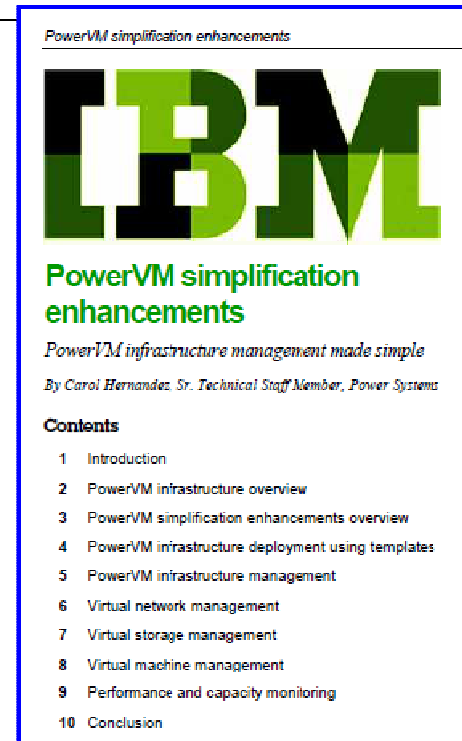 PowerVM simplification enhancements
IBM
PowerVM simplification
enhancements
PowerVM infrastructure management made simple
By Carol Hernandez, Sr. Technical Staff Member, Power Systems
Contents
1 Introduction
2 PowerVM infrastructure overview
3 PowerVM simplification enhancements overview
4 PowerVM infrastructure deployment using templates
5 PowerVM infrastructure management
6 Virtual network management
7 Virtual storage management
8 Virtual machine management
9 Performance and capacity monitoring
10 Conclusion